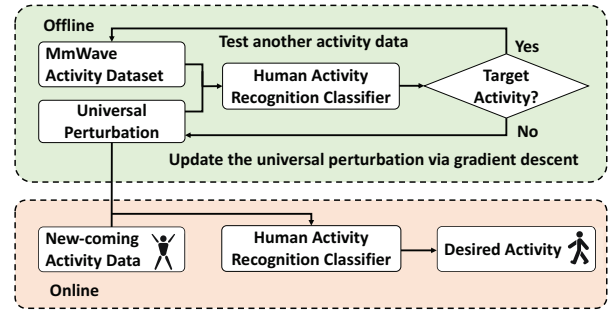 Offline
Test another activity data
Yes
MmWave
Activity Dataset
Human Activity
Recognition Classifier
Target
Activity?
Universal
Perturbation
No
Update the universal perturbation via gradient descent
New-coming
Activity Data
Human Activity
Recognition Classifier
Desired Activity
Online